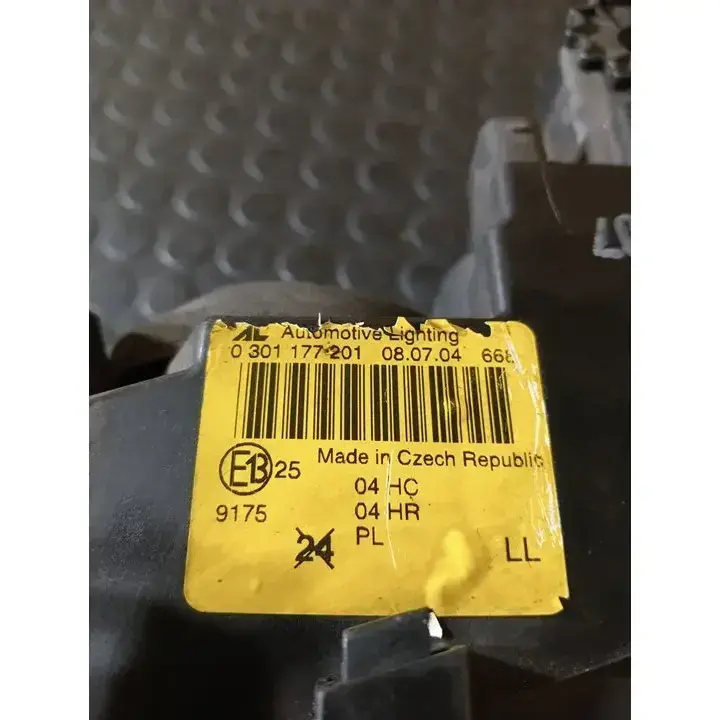 AL Automotive Lighting
0 301 177 201 08.07.04 668
E13 25 Made in Czech Republic
04 HC
9175 04 HR
24 PL LL